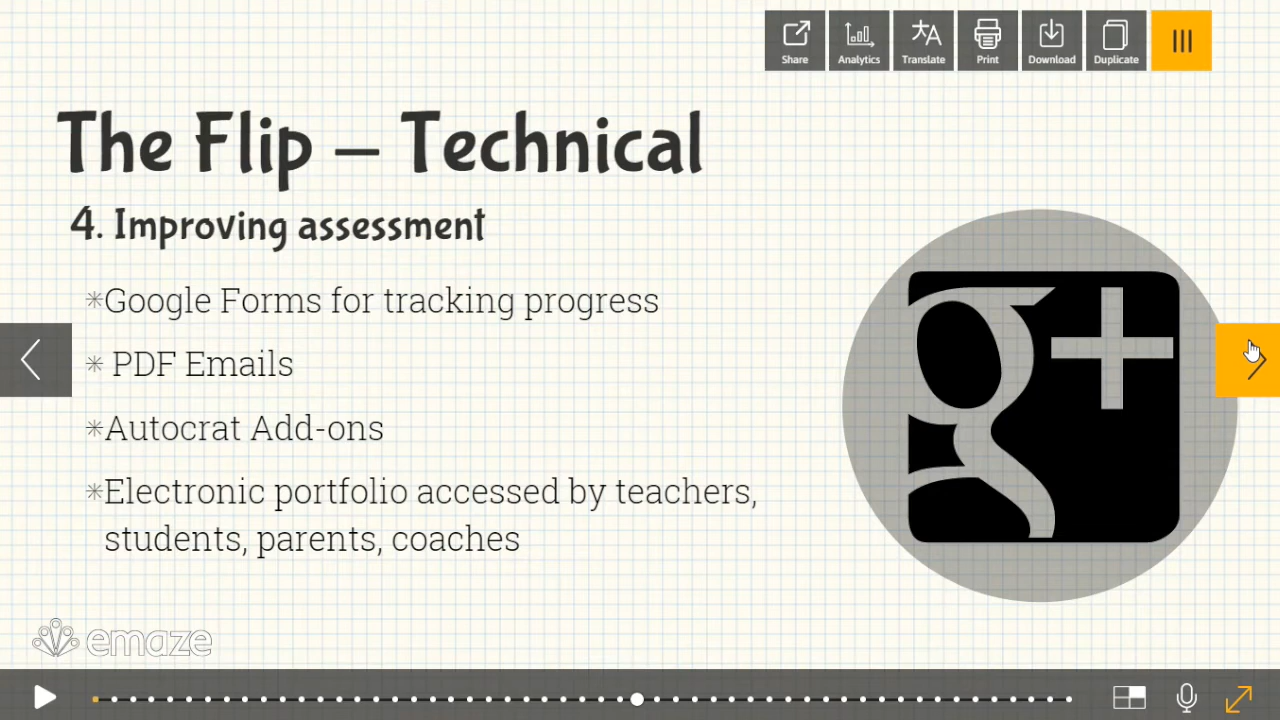 Share Analytics Translate Print Download Duplicate
The Flip – Technical
4. Improving assessment
✳Google Forms for tracking progress
✳ PDF Emails
✳Autocrat Add-ons
✳Electronic portfolio accessed by teachers,
students, parents, coaches
g+
emaze